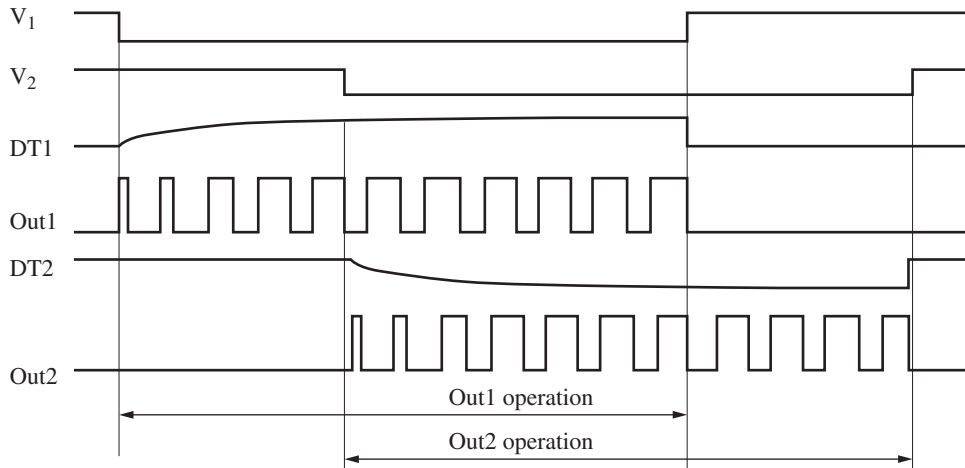 V1
V2
DT1
Out1
DT2
Out2
Out1 operation
Out2 operation